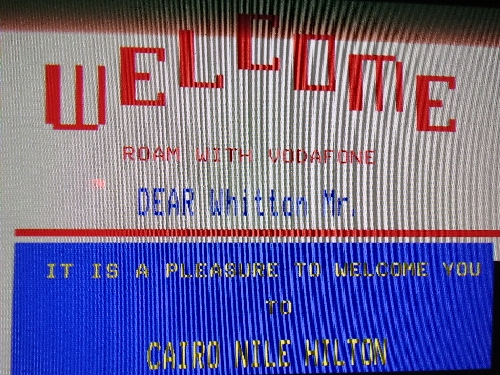 WELCOME
ROAM WITH VODAFONE
DEAR Whitton Mr.
IT IS A PLEASURE TO WELCOME YOU
TO
CAIRO NILE HILTON